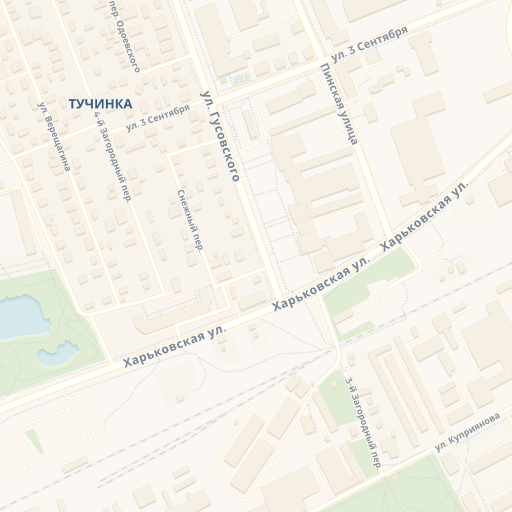 пер. Одоевского
ул. 3 Сентября
Пинская улица
ТУЧИНКА
ул. Гусовского
ул. 3 Сентября
ул. Верещагина
4-й Загородный пер.
Снежный пер.
Харьковская ул.
Харьковская ул.
Харьковская ул.
3-й Загородный пер.
ул. Куприянова